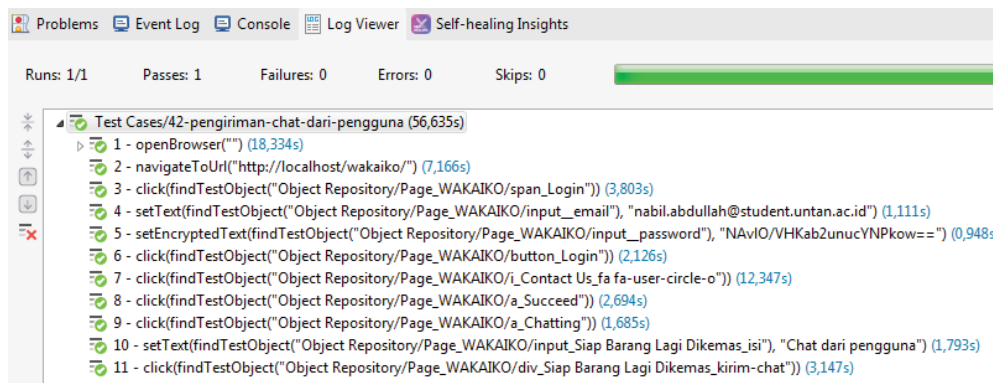 Problems Event Log Console Log Viewer Self-healing Insights
Runs: 1/1 Passes: 1 Failures: 0 Errors: 0 Skips: 0
Test Cases/42-pengiriman-chat-dari-pengguna (56,635s)
1 - openBrowser("") (18,334s)
2 - navigateToUrl("http://localhost/wakaiko/") (7,166s)
3 - click(findTestObject("Object Repository/Page_WAKAIKO/span_Login")) (3,803s)
4 - setText(findTestObject("Object Repository/Page_WAKAIKO/input__email"), "nabil.abdullah@student.untan.ac.id") (1,111s)
5 - setEncryptedText(findTestObject("Object Repository/Page_WAKAIKO/input__password"), "NAvIO/VHKab2unucYNPkow==") (0,948s
6 - click(findTestObject("Object Repository/Page_WAKAIKO/button_Login")) (2,126s)
7 - click(findTestObject("Object Repository/Page_WAKAIKO/i_Contact Us_fa fa-user-circle-o")) (12,347s)
8 - click(findTestObject("Object Repository/Page_WAKAIKO/a_Succeed")) (2,694s)
9 - click(findTestObject("Object Repository/Page_WAKAIKO/a_Chatting")) (1,685s)
10 - setText(findTestObject("Object Repository/Page_WAKAIKO/input_Siap Barang Lagi Dikemas_isi"), "Chat dari pengguna") (1,793s)
11 - click(findTestObject("Object Repository/Page_WAKAIKO/div_Siap Barang Lagi Dikemas_kirim-chat")) (3,147s)